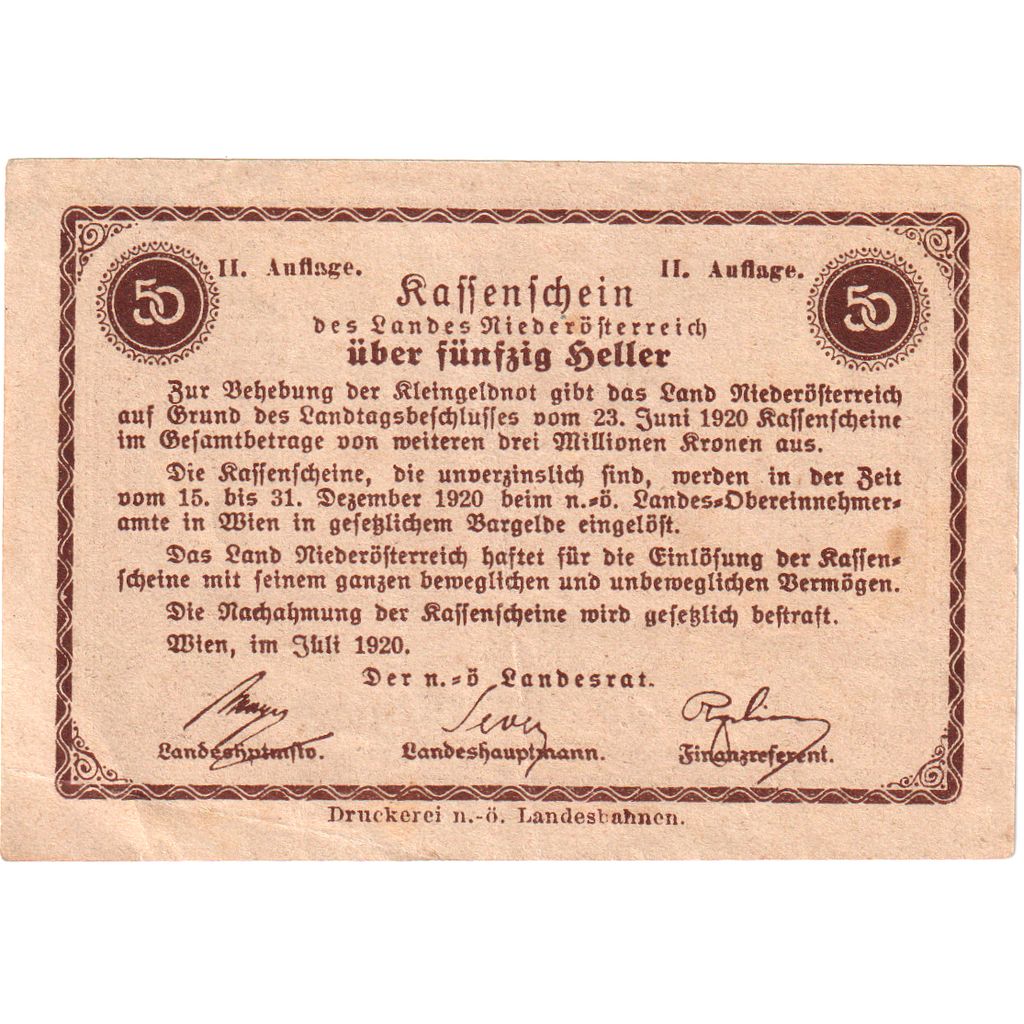 50 II. Auflage. II. Auflage. 50
Kassenschein
des Landes Niederösterreich
über fünfzig Heller
Zur Behebung der Kleingeldnot gibt das Land Niederösterreich
auf Grund des Landtagsbeschlusses vom 23. Juni 1920 Kassenscheine
im Gesamtbetrage von weiteren drei Millionen Kronen aus.
Die Kassenscheine, die unverzinslich sind, werden in der Zeit
vom 15. bis 31. Dezember 1920 beim n.-ö. Landes-Obereinnehmer-
amte in Wien in gesetzlichem Bargelde eingelöst.
Das Land Niederösterreich haftet für die Einlösung der Kassen-
scheine mit seinem ganzen beweglichen und unbeweglichen Vermögen.
Die Nachahmung der Kassenscheine wird gesetzlich bestraft.
Wien, im Juli 1920.
Der n.-ö Landesrat.
Sever
Landeshptmstv. Landeshauptmann. Finanzreferent.
Druckerei n.-ö. Landesbahnen.